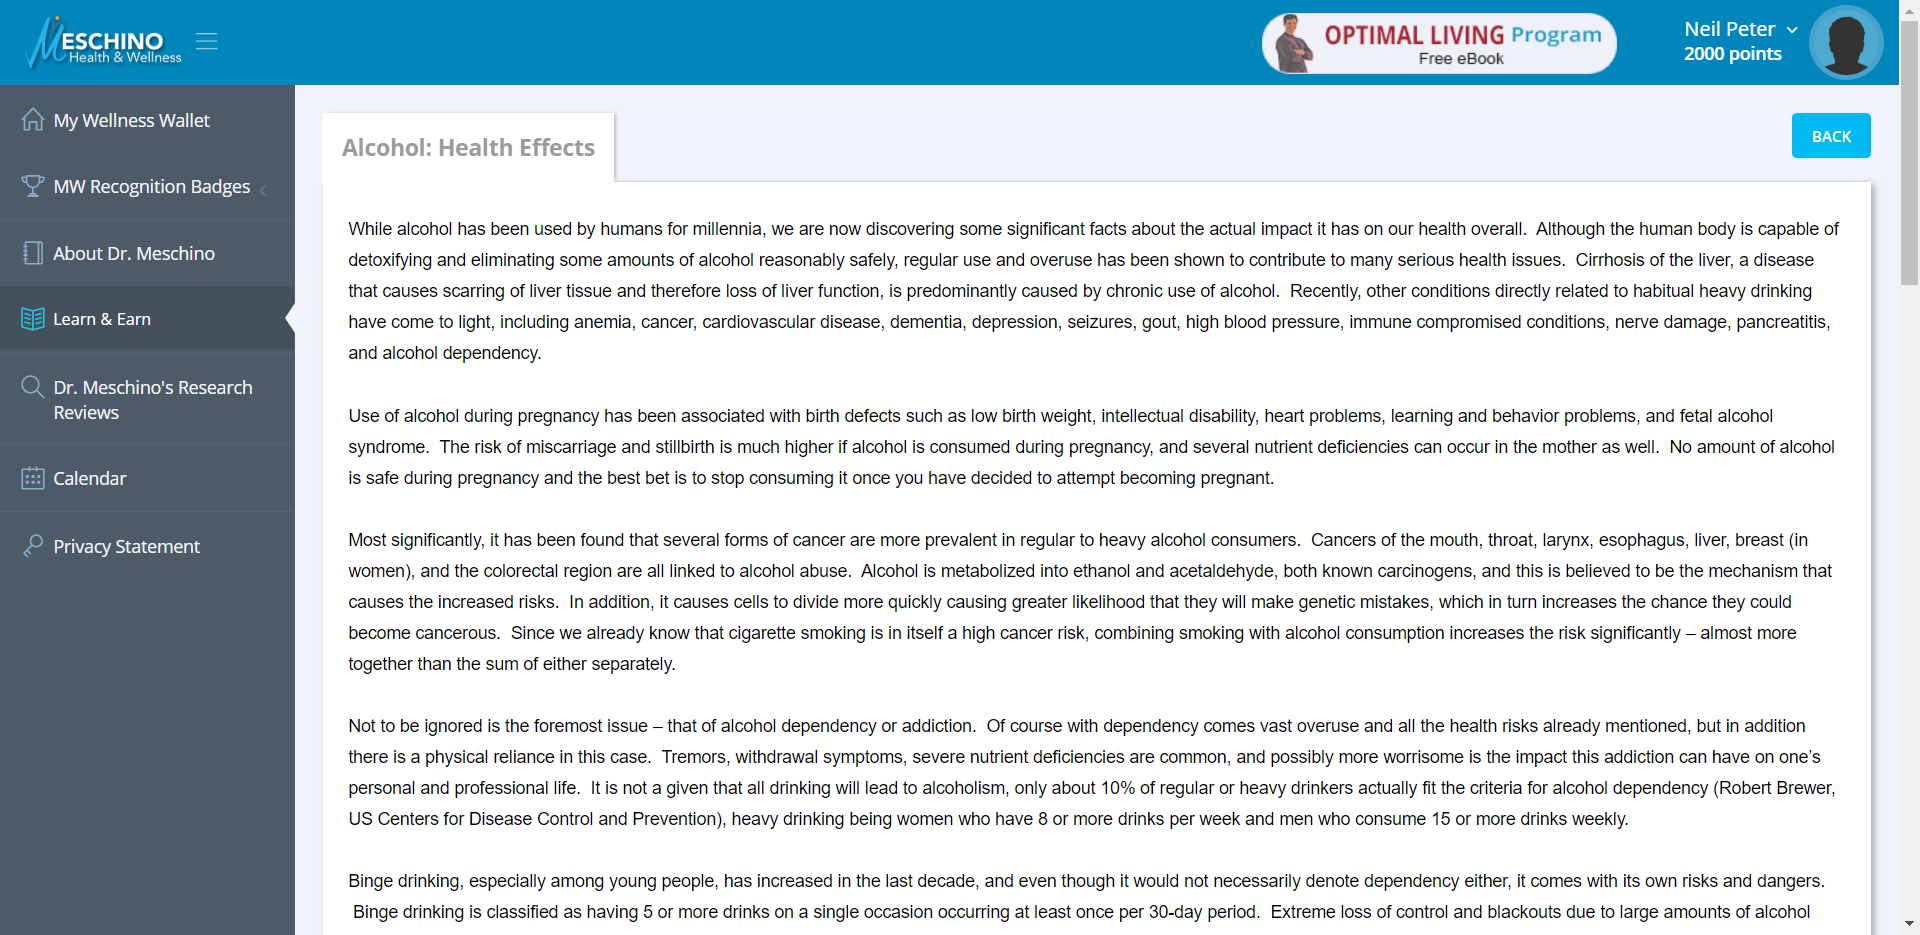 MESCHINO
Health & Wellness
OPTIMAL LIVING Program
Free eBook
Neil Peter
2000 points
My Wellness Wallet
MW Recognition Badges
About Dr. Meschino
Learn & Earn
Dr. Meschino's Research
Reviews
Calendar
Privacy Statement
Alcohol: Health Effects
BACK
While alcohol has been used by humans for millennia, we are now discovering some significant facts about the actual impact it has on our health overall.  Although the human body is capable of
detoxifying and eliminating some amounts of alcohol reasonably safely, regular use and overuse has been shown to contribute to many serious health issues.  Cirrhosis of the liver, a disease
that causes scarring of liver tissue and therefore loss of liver function, is predominantly caused by chronic use of alcohol.  Recently, other conditions directly related to habitual heavy drinking
have come to light, including anemia, cancer, cardiovascular disease, dementia, depression, seizures, gout, high blood pressure, immune compromised conditions, nerve damage, pancreatitis,
and alcohol dependency.
Use of alcohol during pregnancy has been associated with birth defects such as low birth weight, intellectual disability, heart problems, learning and behavior problems, and fetal alcohol
syndrome.  The risk of miscarriage and stillbirth is much higher if alcohol is consumed during pregnancy, and several nutrient deficiencies can occur in the mother as well.  No amount of alcohol
is safe during pregnancy and the best bet is to stop consuming it once you have decided to attempt becoming pregnant.
Most significantly, it has been found that several forms of cancer are more prevalent in regular to heavy alcohol consumers.  Cancers of the mouth, throat, larynx, esophagus, liver, breast (in
women), and the colorectal region are all linked to alcohol abuse.  Alcohol is metabolized into ethanol and acetaldehyde, both known carcinogens, and this is believed to be the mechanism that
causes the increased risks.  In addition, it causes cells to divide more quickly causing greater likelihood that they will make genetic mistakes, which in turn increases the chance they could
become cancerous.  Since we already know that cigarette smoking is in itself a high cancer risk, combining smoking with alcohol consumption increases the risk significantly – almost more
together than the sum of either separately.
Not to be ignored is the foremost issue – that of alcohol dependency or addiction.  Of course with dependency comes vast overuse and all the health risks already mentioned, but in addition
there is a physical reliance in this case.  Tremors, withdrawal symptoms, severe nutrient deficiencies are common, and possibly more worrisome is the impact this addiction can have on one’s
personal and professional life.  It is not a given that all drinking will lead to alcoholism, only about 10% of regular or heavy drinkers actually fit the criteria for alcohol dependency (Robert Brewer,
US Centers for Disease Control and Prevention), heavy drinking being women who have 8 or more drinks per week and men who consume 15 or more drinks weekly.
Binge drinking, especially among young people, has increased in the last decade, and even though it would not necessarily denote dependency either, it comes with its own risks and dangers.
Binge drinking is classified as having 5 or more drinks on a single occasion occurring at least once per 30-day period.  Extreme loss of control and blackouts due to large amounts of alcohol